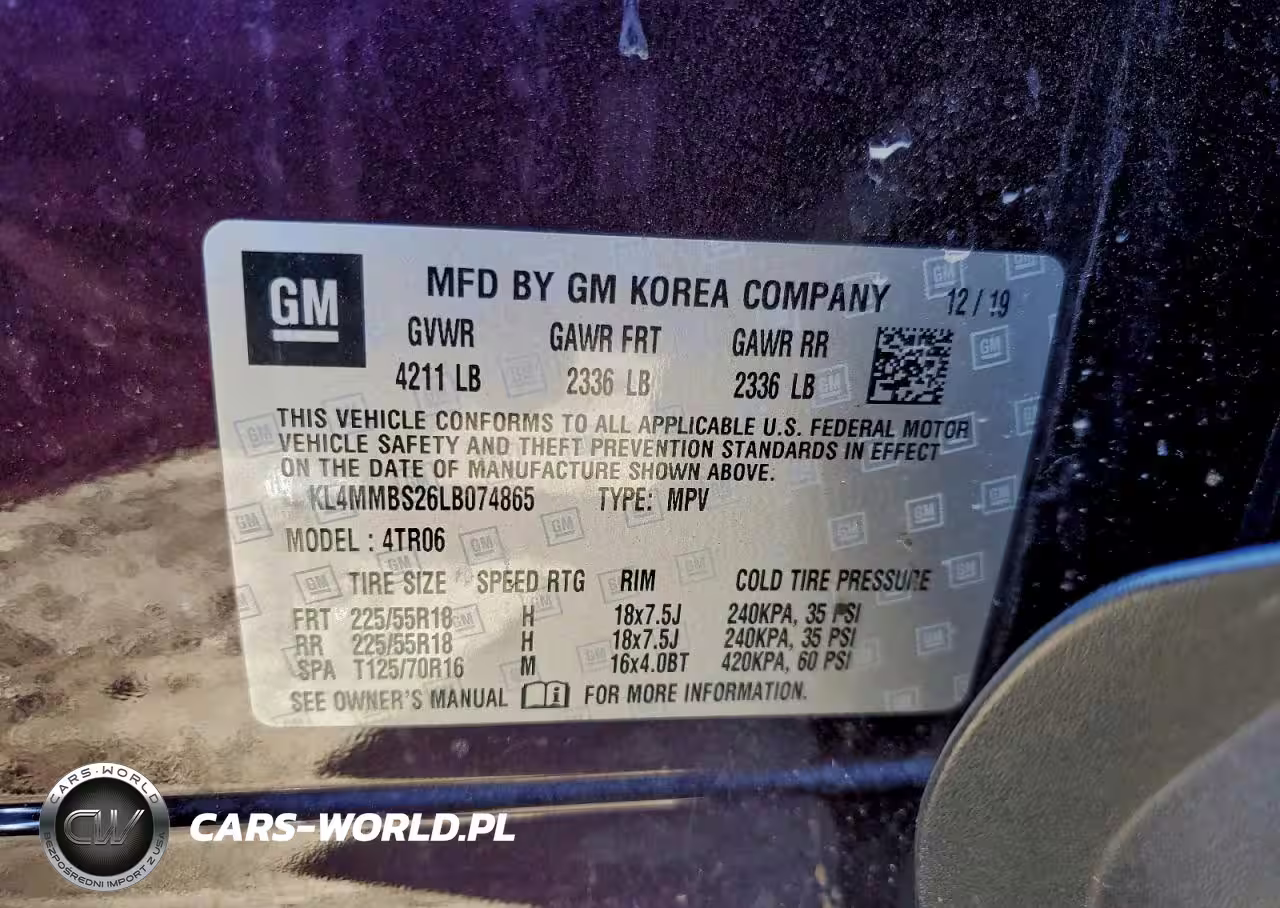 GM
MFD BY GM KOREA COMPANY 12 / 19
GVWR GAWR FRT GAWR RR
4211 LB 2336 LB 2336 LB
THIS VEHICLE CONFORMS TO ALL APPLICABLE U.S. FEDERAL MOTOR
VEHICLE SAFETY AND THEFT PREVENTION STANDARDS IN EFFECT
ON THE DATE OF MANUFACTURE SHOWN ABOVE.
KL4MMBS26LB074865 TYPE: MPV
MODEL : 4TR06
TIRE SIZE SPEED RTG RIM COLD TIRE PRESSURE
FRT 225/55R18 H 18x7.5J 240KPA, 35 PSI
RR 225/55R18 H 18x7.5J 240KPA, 35 PSI
SPA T125/70R16 M 16x4.0BT 420KPA, 60 PSI
SEE OWNER'S MANUAL FOR MORE INFORMATION.
CARS-WORLD
CW
BEZPOŚREDNI IMPORT Z USA
CARS-WORLD.PL